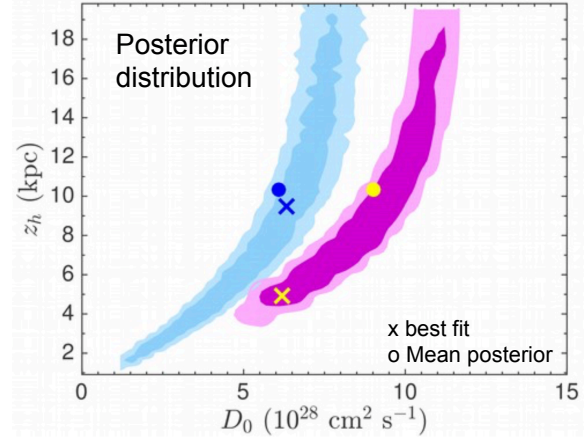 Posterior
distribution
18
16
14
12
10
8
6
4
2
z_h (kpc)
x best fit
o Mean posterior
0 5 10 15
D_0 (10^28 cm^2 s^-1)